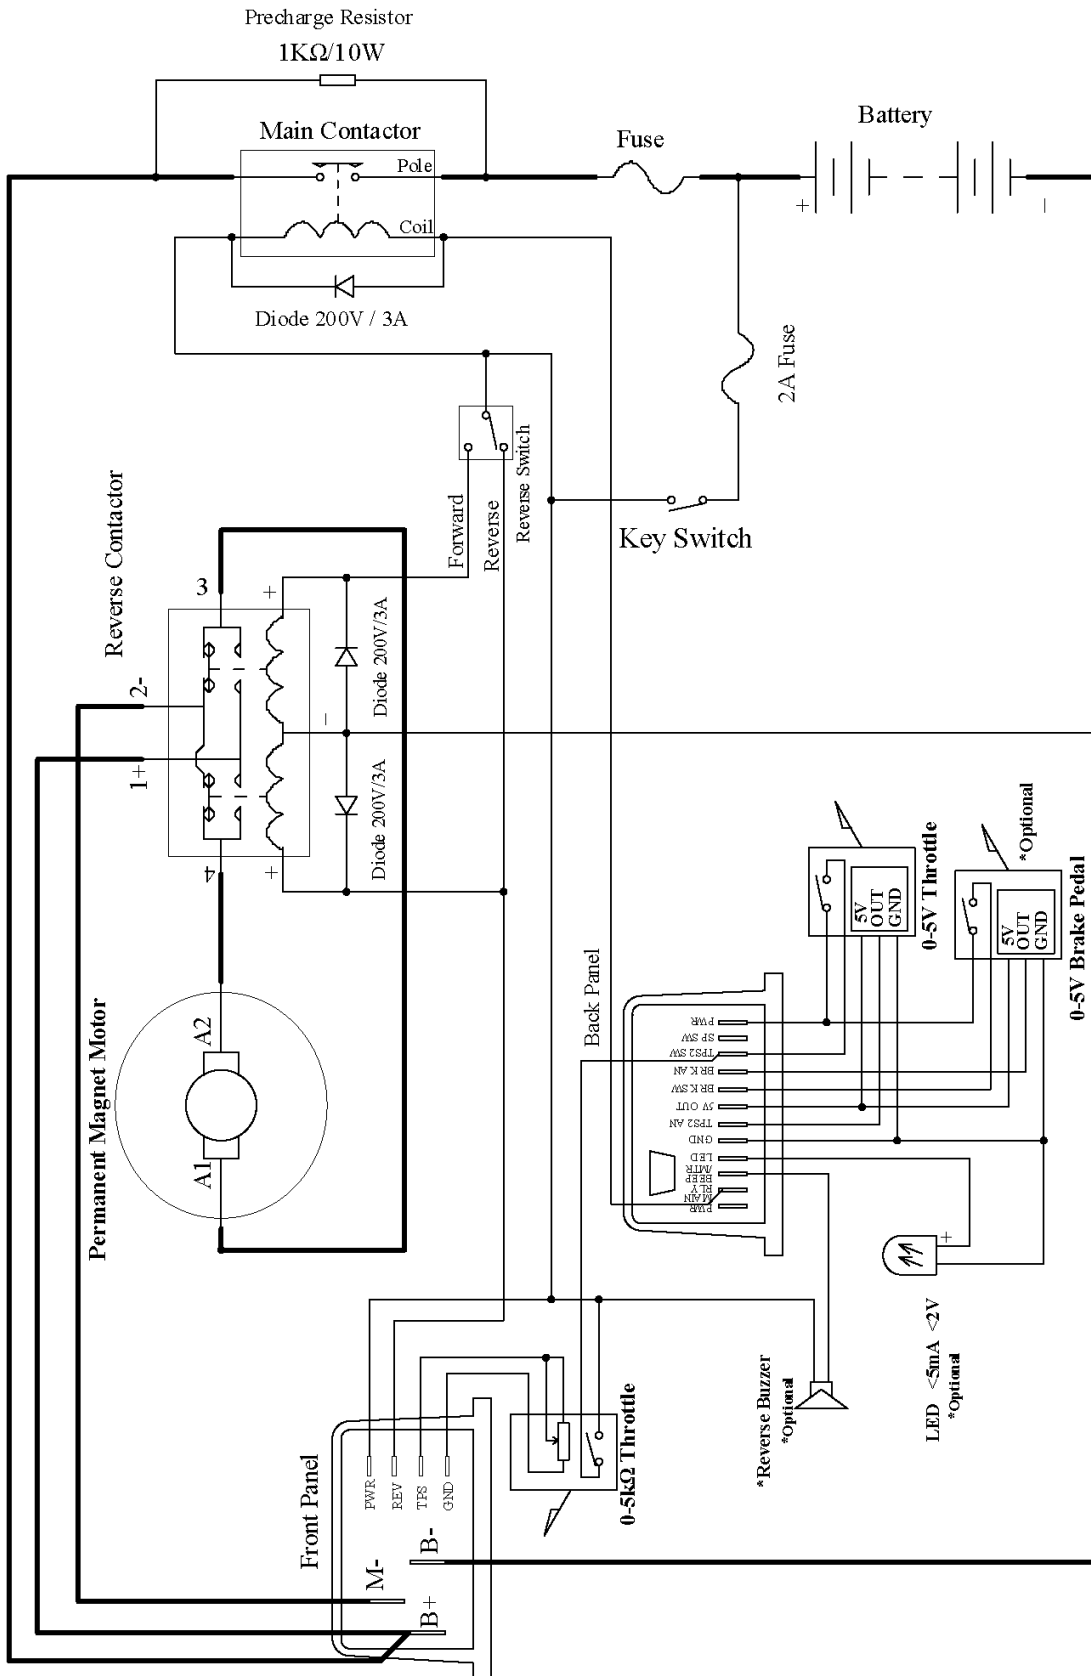 Precharge Resistor
1KΩ/10W
Main Contactor
Pole
Coil
Diode 200V / 3A
Fuse
Battery
+
−
2A Fuse
Key Switch
Reverse Switch
Forward
Reverse
Reverse Contactor
3
2-
1+
4
+
−
+
Diode 200V/3A
Diode 200V/3A
Permanent Magnet Motor
A2
A1
Back Panel
PWR
SP SW
TPS2 SW
BRK AN
BRK SW
5V OUT
TPS2 AN
GND
LED
BEEP
/MTR
MAIN
RLY
PWR
5V
OUT
GND
0-5V Throttle
5V
OUT
GND
*Optional
0-5V Brake Pedal
+
LED <5mA <2V
*Optional
*Reverse Buzzer
*Optional
0-5kΩ Throttle
Front Panel
PWR
REV
TPS
GND
M-
B-
B+